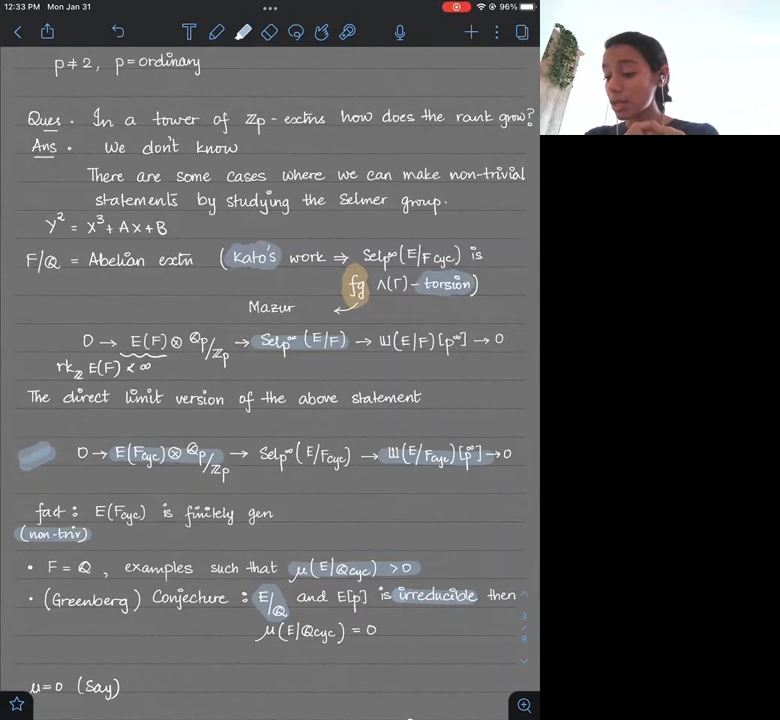 12:33 PM Mon Jan 31
96%
p ≠ 2, p = ordinary
Ques. In a tower of ℤp-extns how does the rank grow?
Ans. We don't know
There are some cases where we can make non-trivial
statements by studying the Selmer group.
Y² = X³ + Ax + B
F/ℚ = Abelian extn (Kato's work ⇒ Selp∞(E/Fcyc) is
fg Λ(Γ)-torsion)
Mazur
0 → E(F) ⊗ ℚp/ℤp → Selp∞(E/F) → Ш(E/F)[p∞] → 0
rkℤ E(F) < ∞
The direct limit version of the above statement
0 → E(Fcyc) ⊗ ℚp/ℤp → Selp∞(E/Fcyc) → Ш(E/Fcyc)[p∞] → 0
fact: E(Fcyc) is finitely gen
(non-triv)
• F = ℚ, examples such that μ(E/ℚcyc) > 0
• (Greenberg) Conjecture: E/ℚ and E[p] is irreducible then
μ(E/ℚcyc) = 0
3
8
μ=0 (Say)